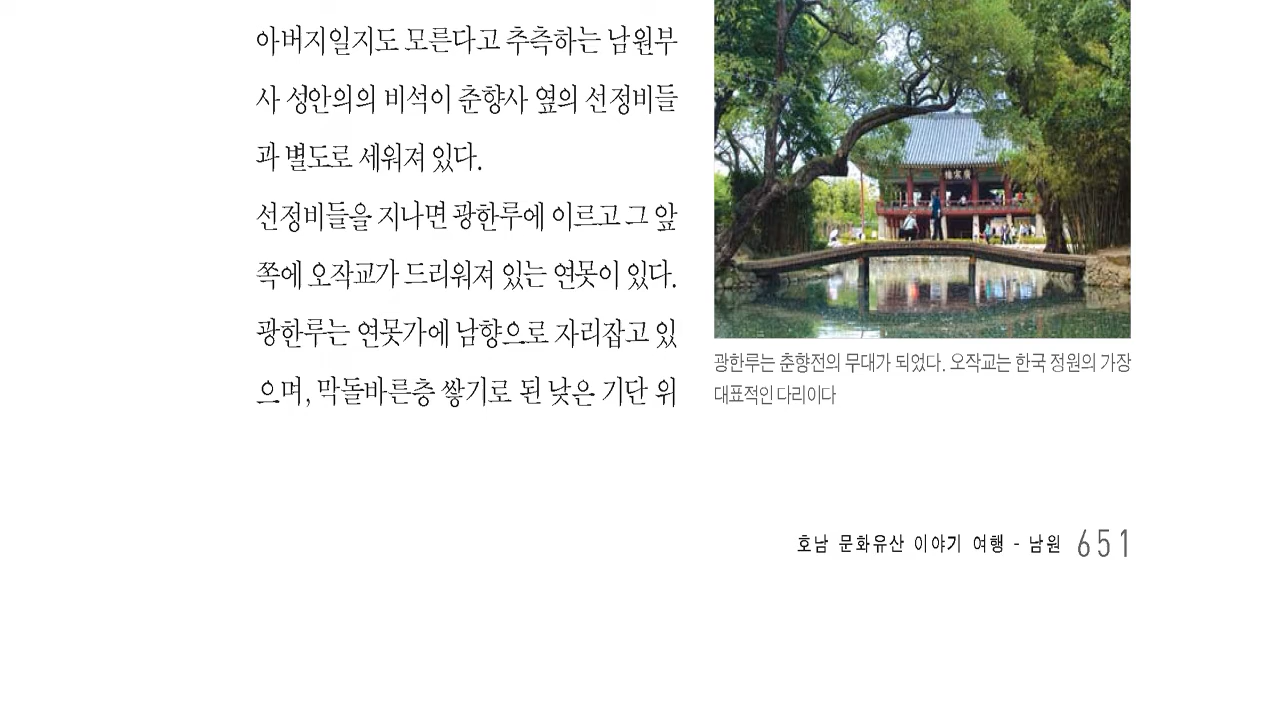 아버지일지도 모른다고 추측하는 남원부
사 성안의의 비석이 춘향사 옆의 선정비들
과 별도로 세워져 있다.
선정비들을 지나면 광한루에 이르고 그 앞
쪽에 오작교가 드리워져 있는 연못이 있다.
광한루는 연못가에 남향으로 자리잡고 있
으며, 막돌바른층 쌓기로 된 낮은 기단 위
廣寒樓
광한루는 춘향전의 무대가 되었다. 오작교는 한국 정원의 가장
대표적인 다리이다
호남 문화유산 이야기 여행 - 남원 651